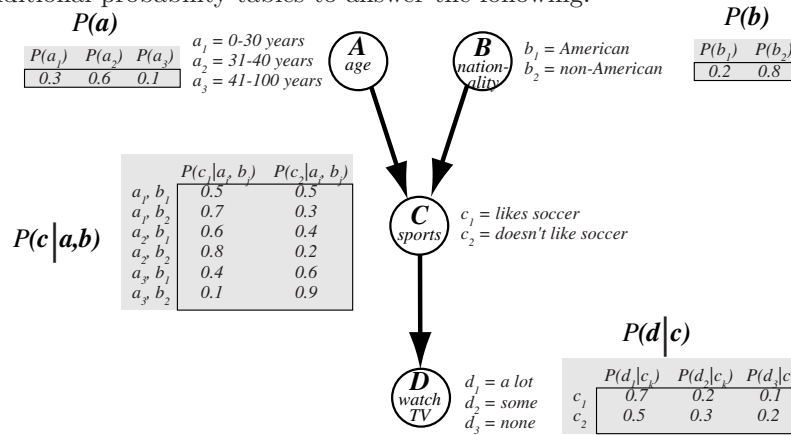 ditional probability tables to answer the following:
P(a)
P(a1) P(a2) P(a3)
0.3 0.6 0.1
a1 = 0-30 years
a2 = 31-40 years
a3 = 41-100 years
A
age
B
nation-
ality
b1 = American
b2 = non-American
P(b)
P(b1) P(b2)
0.2 0.8
P(c|a,b)
P(c1|ai, bj) P(c2|ai, bj)
a1, b1 0.5 0.5
a1, b2 0.7 0.3
a2, b1 0.6 0.4
a2, b2 0.8 0.2
a3, b1 0.4 0.6
a3, b2 0.1 0.9
C
sports
c1 = likes soccer
c2 = doesn't like soccer
D
watch
TV
d1 = a lot
d2 = some
d3 = none
P(d|c)
P(d1|ck) P(d2|ck) P(d3|c
c1 0.7 0.2 0.1
c2 0.5 0.3 0.2